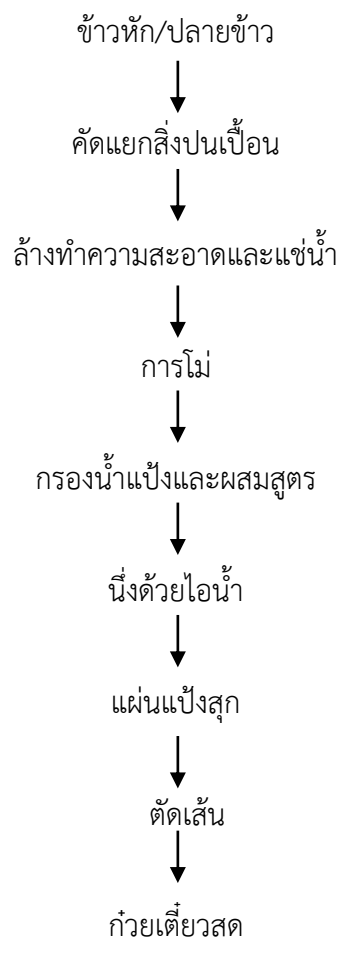 ข้าวหัก/ปลายข้าว
คัดแยกสิ่งปนเปื้อน
ล้างทำความสะอาดและแช่น้ำ
การโม่
กรองน้ำแป้งและผสมสูตร
นึ่งด้วยไอน้ำ
แผ่นแป้งสุก
ตัดเส้น
ก๋วยเตี๋ยวสด